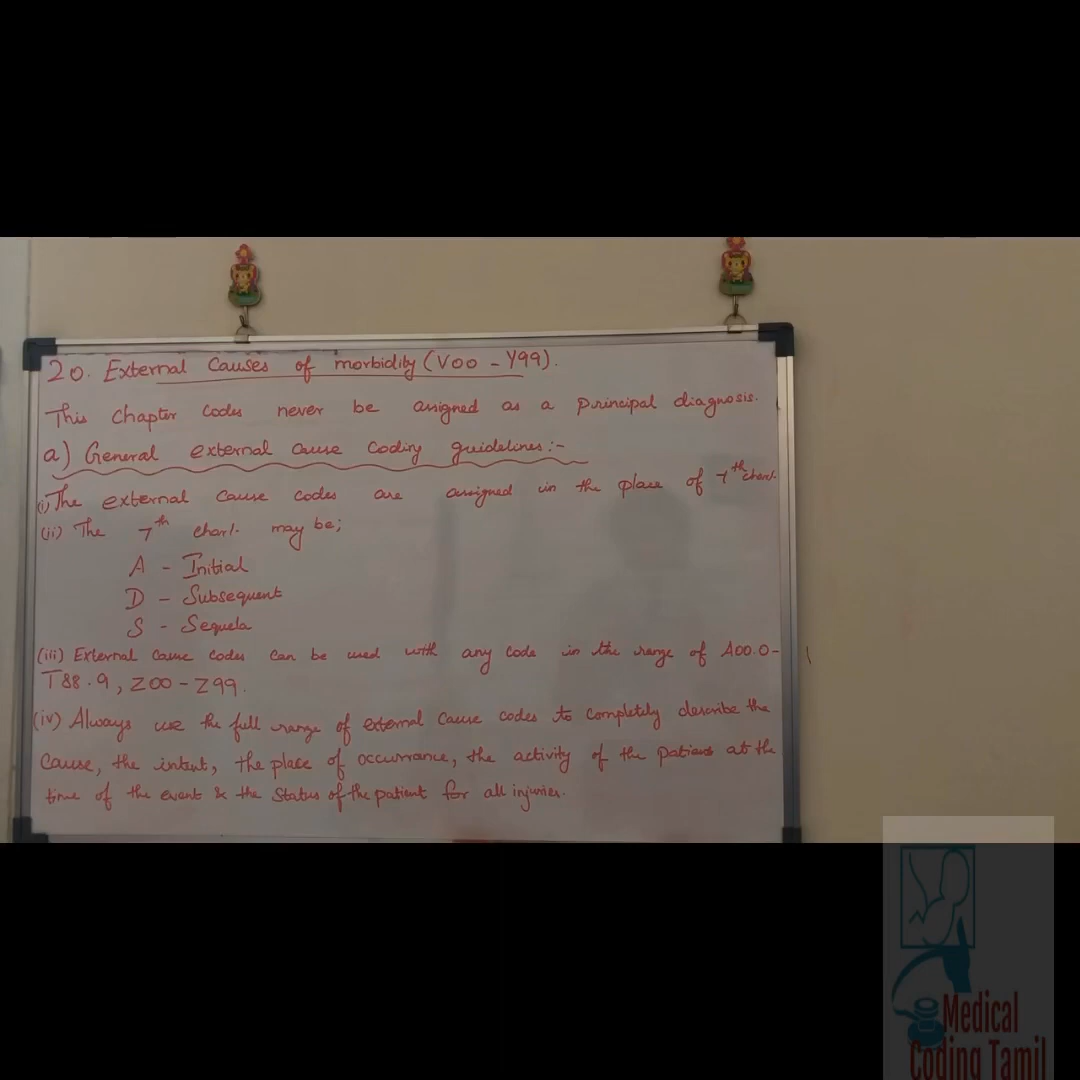 20. External Causes of morbidity (V00 - Y99).
This chapter codes never be assigned as a principal diagnosis.
a) General external cause coding guidelines:-
(i) The external cause codes are assigned in the place of 7th chart.
(ii) The 7th chart. may be;
A - Initial
D - Subsequent
S - Sequela
(iii) External cause codes can be used with any code in the range of A00.0 -
T88.9, Z00 - Z99.
(iv) Always use the full range of external cause codes to completely describe the
cause, the intent, the place of occurrance, the activity of the patient at the
time of the event & the status of the patient for all injuries.
Medical
Coding Tamil